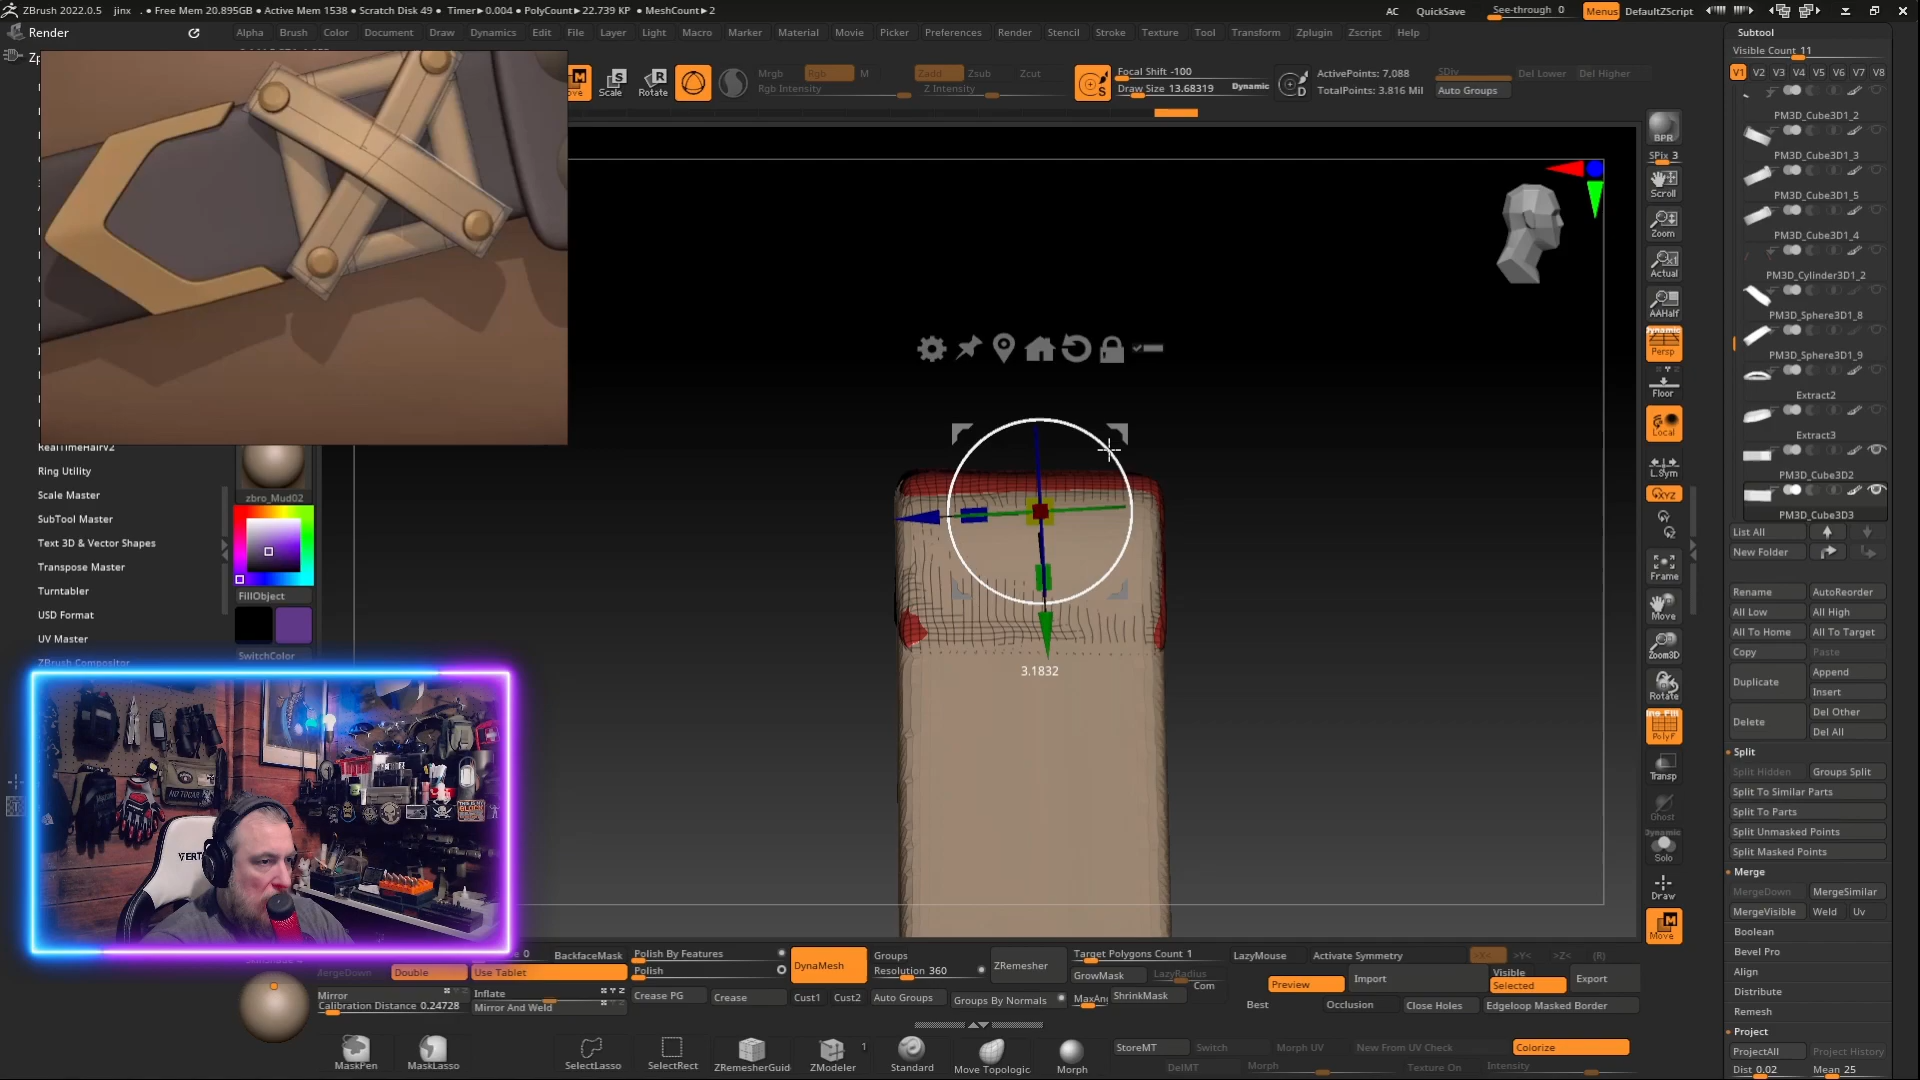 ZBrush 2022.0.5 jinx . • Free Mem 20.895GB • Active Mem 1538 • Scratch Disk 49 • Timer▸0.004 • PolyCount▸22.739 KP • MeshCount▸2
AC QuickSave See-through 0 Menus DefaultZScript
Render
Alpha Brush Color Document Draw Dynamics Edit File Layer Light Macro Marker Material Movie Picker Preferences Render Stencil Stroke Texture Tool Transform Zplugin Zscript Help
Scale Rotate
Mrgb Rgb M
Rgb Intensity
Zadd Zsub Zcut
Z Intensity
Focal Shift -100
Draw Size 13.68319 Dynamic
ActivePoints: 7,088
TotalPoints: 3.816 Mil
SDiv Del Lower Del Higher
Auto Groups
RealTimeHairV2
Ring Utility
Scale Master
SubTool Master
Text 3D & Vector Shapes
Transpose Master
Turntabler
USD Format
UV Master
ZBrush Compositor
zbro_Mud02
FillObject
SwitchColor
3.1832
VERT
BPR
SPix 3
Scroll
Zoom
Actual
AAHalf
Dynamic
Persp
Floor
Local
L.Sym
XYZ
Frame
Move
Zoom3D
Rotate
Line Fill
PolyF
Transp
Ghost
Dynamic
Solo
Draw
Move
Subtool
Visible Count 11
V1 V2 V3 V4 V5 V6 V7 V8
PM3D_Cube3D1_2
PM3D_Cube3D1_3
PM3D_Cube3D1_5
PM3D_Cube3D1_4
PM3D_Cylinder3D1_2
PM3D_Sphere3D1_8
PM3D_Sphere3D1_9
Extract2
Extract3
PM3D_Cube3D2
PM3D_Cube3D3
List All
New Folder
Rename AutoReorder
All Low All High
All To Home All To Target
Copy Paste
Duplicate Append
Insert
Delete Del Other
Del All
Split
Split Hidden Groups Split
Split To Similar Parts
Split To Parts
Split Unmasked Points
Split Masked Points
Merge
MergeDown MergeSimilar
MergeVisible Weld Uv
Boolean
Bevel Pro
Align
Distribute
Remesh
Project
ProjectAll Project History
Dist 0.02 Mean 25
BackfaceMask
Double Use Tablet
Mirror Inflate
Calibration Distance 0.24728 Mirror And Weld
Polish By Features
Polish
Crease PG Crease
DynaMesh
Groups
Resolution 360
Cust1 Cust2 Auto Groups
ZRemesher
Groups By Normals
Target Polygons Count 1
GrowMask LazyRadius
ShrinkMask Com
LazyMouse Activate Symmetry >X< >Y< >Z< (R)
Preview Import Visible Selected Export
Best Occlusion Close Holes Edgeloop Masked Border
MaskPen MaskLasso SelectLasso SelectRect ZRemesherGuid ZModeler 1 Standard Move Topologic Morph
StoreMT Switch Morph UV New From UV Check Colorize
DelMT Morph Texture On Intensity